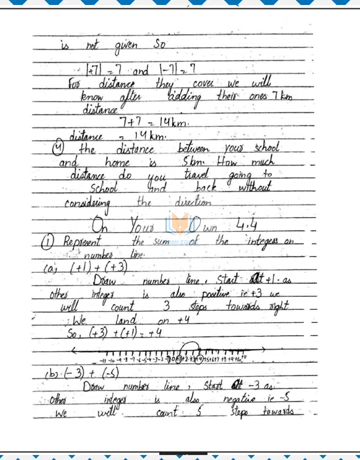 is not given So
|+7| = 7 and |-7| = 7
For distance they cover we will
know after adding their ones 7 km
distance
7+7 = 14 km.
distance = 14 km.
(4) the distance between your school
and home is 5 km. How much
distance do you travel going to
School and back without
considering the direction
On Your Own 4.4
(1) Represent the sum of the integers on
number line
(a) (+1) + (+3)
Draw number line, Start at +1. as
other integer is also positive ie +3 we
will count 3 steps towards right
We land on +4
So, (+3) + (+1) = +4
(b) (-3) + (-5)
Draw number line, Start at -3 as
other integer is also negative ie -5
we will count 5 steps towards